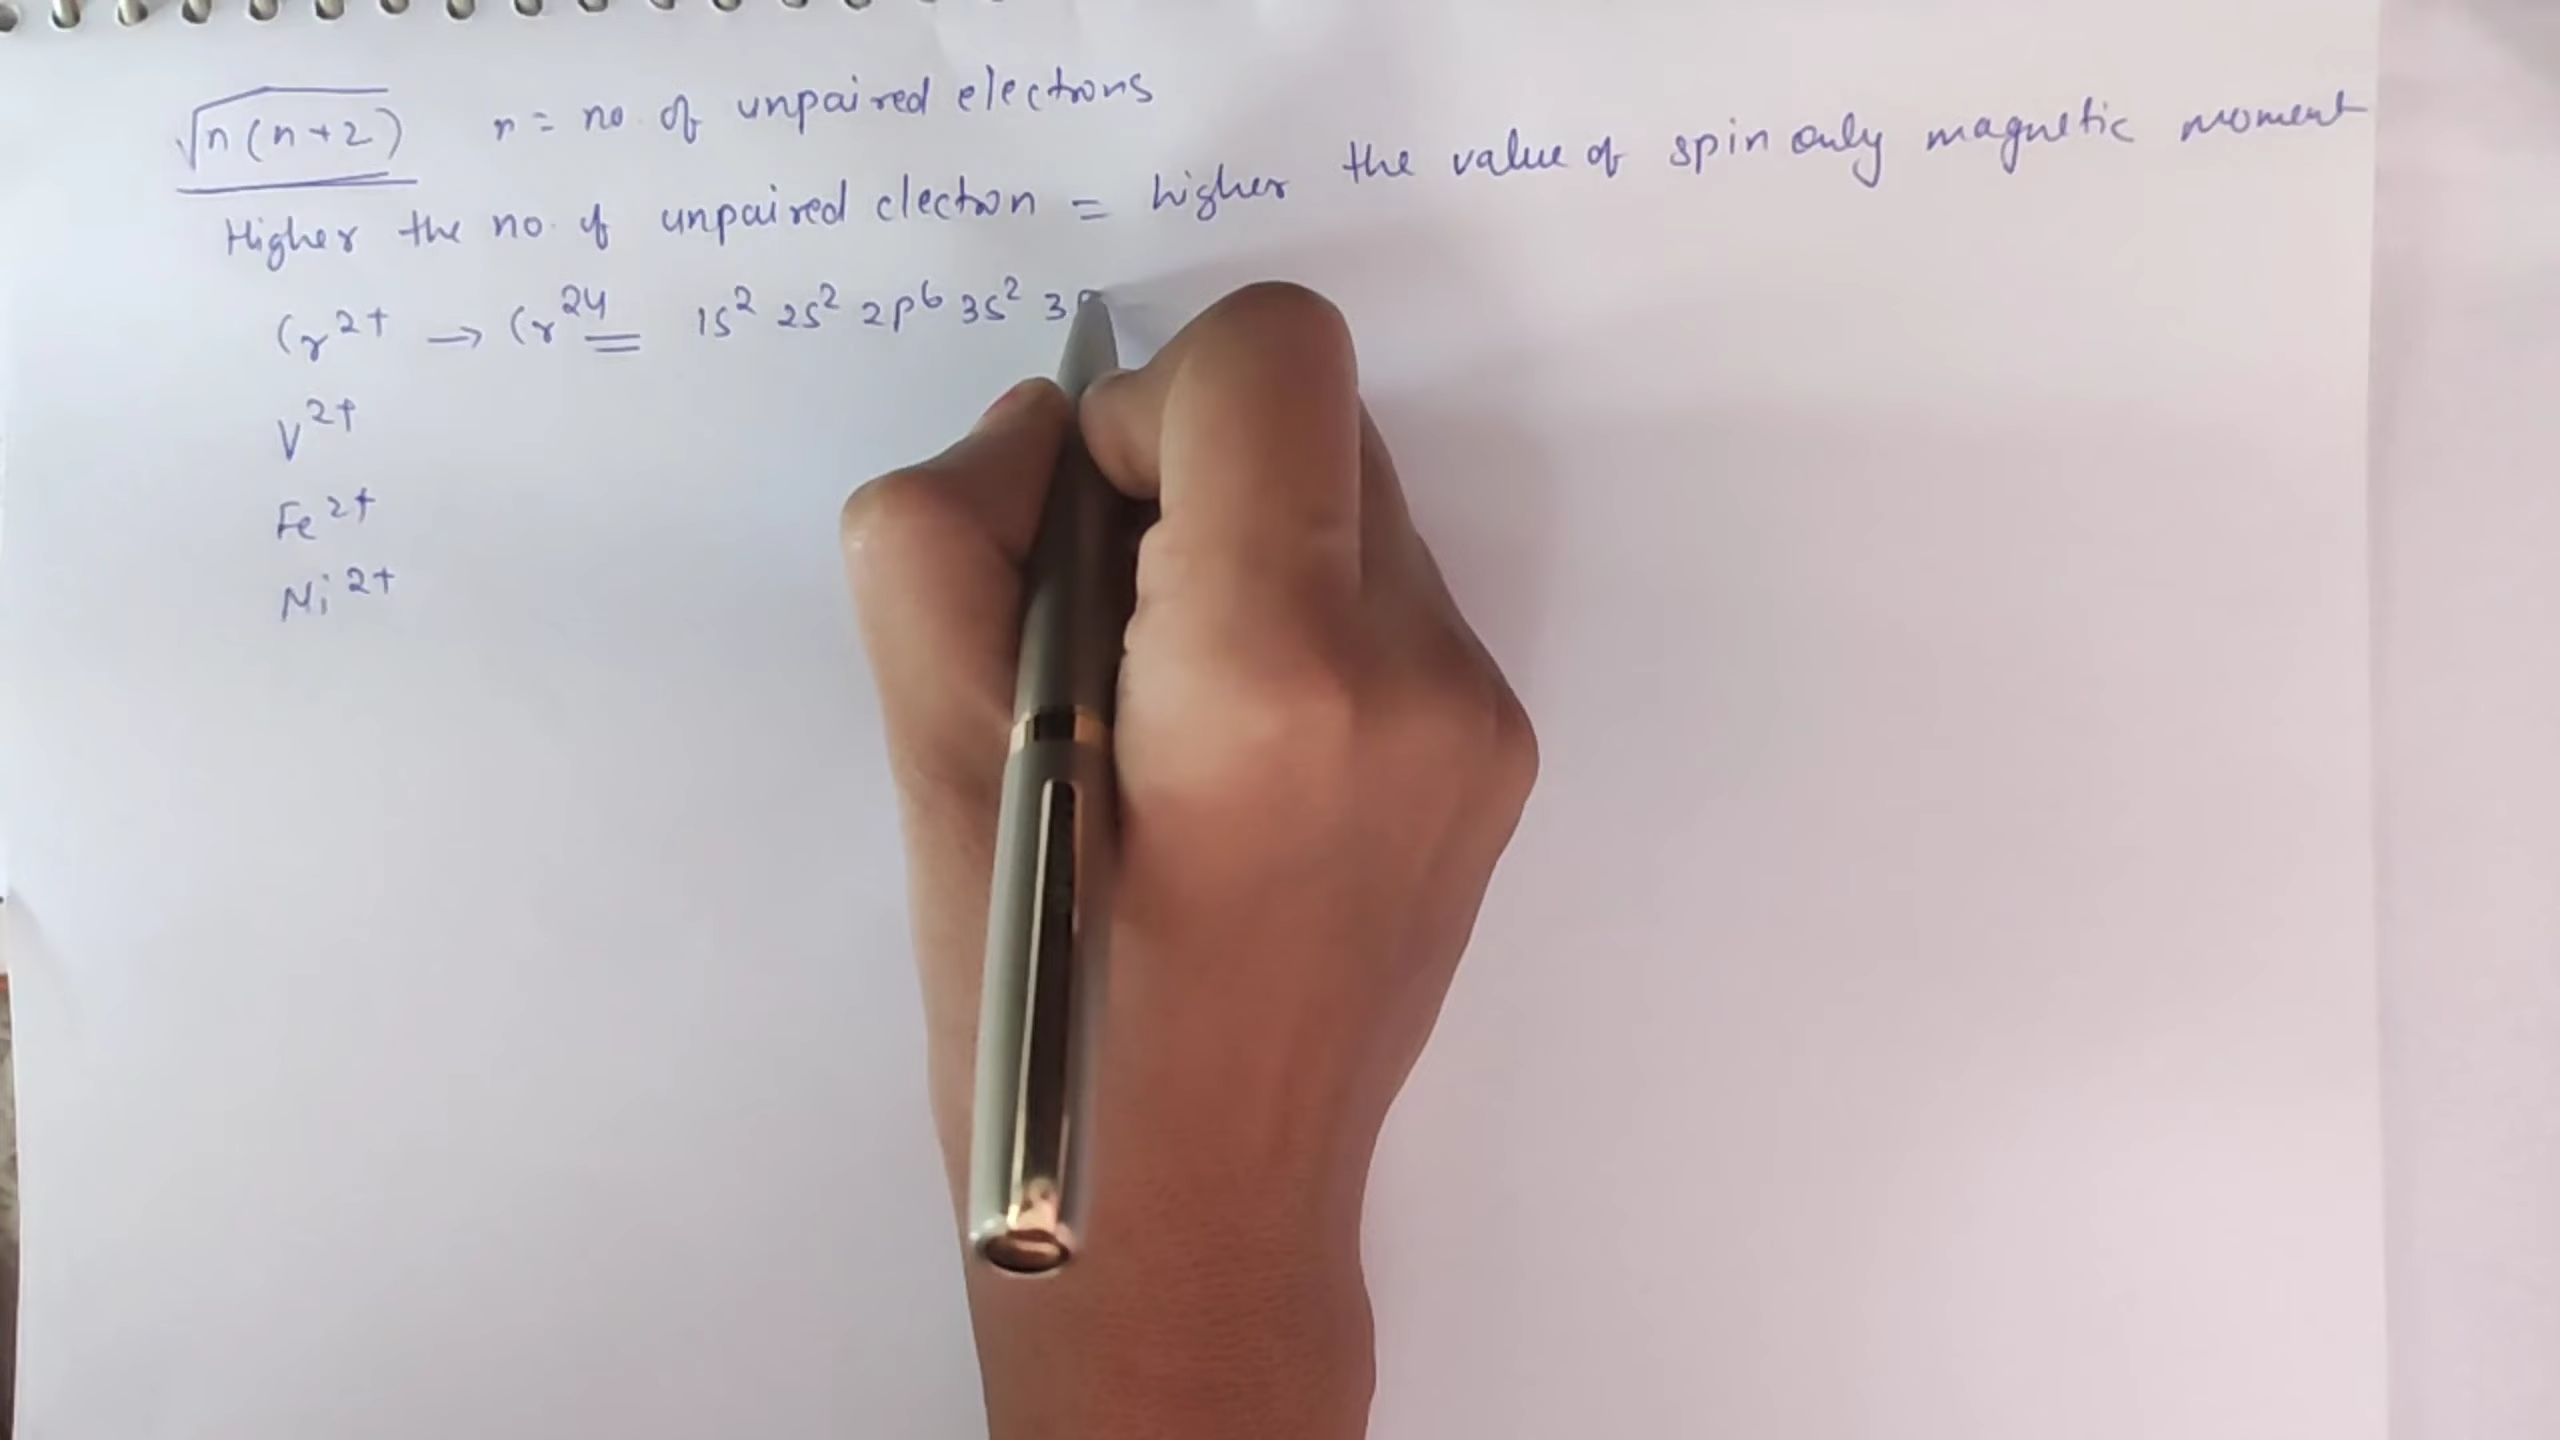 √n(n+2) n = no. of unpaired electrons
Higher the no. of unpaired electron = higher the value of spin only magnetic moment
Cr²⁺ → Cr²⁴ 1s² 2s² 2p⁶ 3s² 3p
V²⁺
Fe²⁺
Ni²⁺